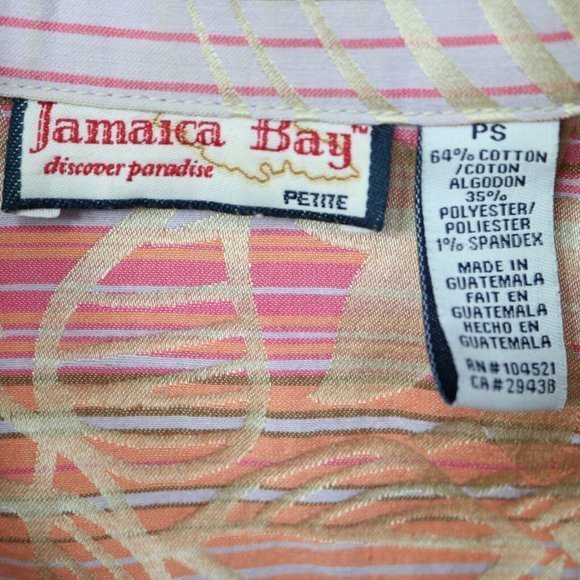 Jamaica Bay™
discover paradise
PETITE
PS
64% COTTON
/COTON
ALGODON
35%
POLYESTER/
POLIESTER
1% SPANDEX
MADE IN
GUATEMALA
FAIT EN
GUATEMALA
HECHO EN
GUATEMALA
RN#104521
CA#29438